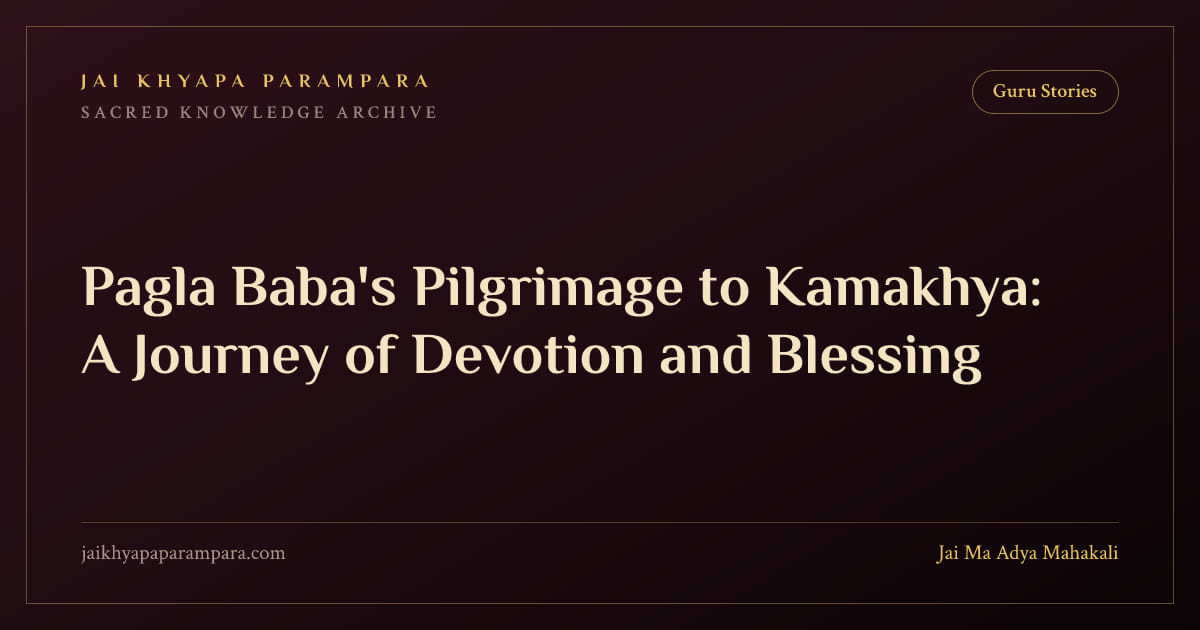 JAI KHYAPA PARAMPARA
SACRED KNOWLEDGE ARCHIVE
Guru Stories
Pagla Baba's Pilgrimage to Kamakhya:
A Journey of Devotion and Blessing
jaikhyapaparampara.com
Jai Ma Adya Mahakali